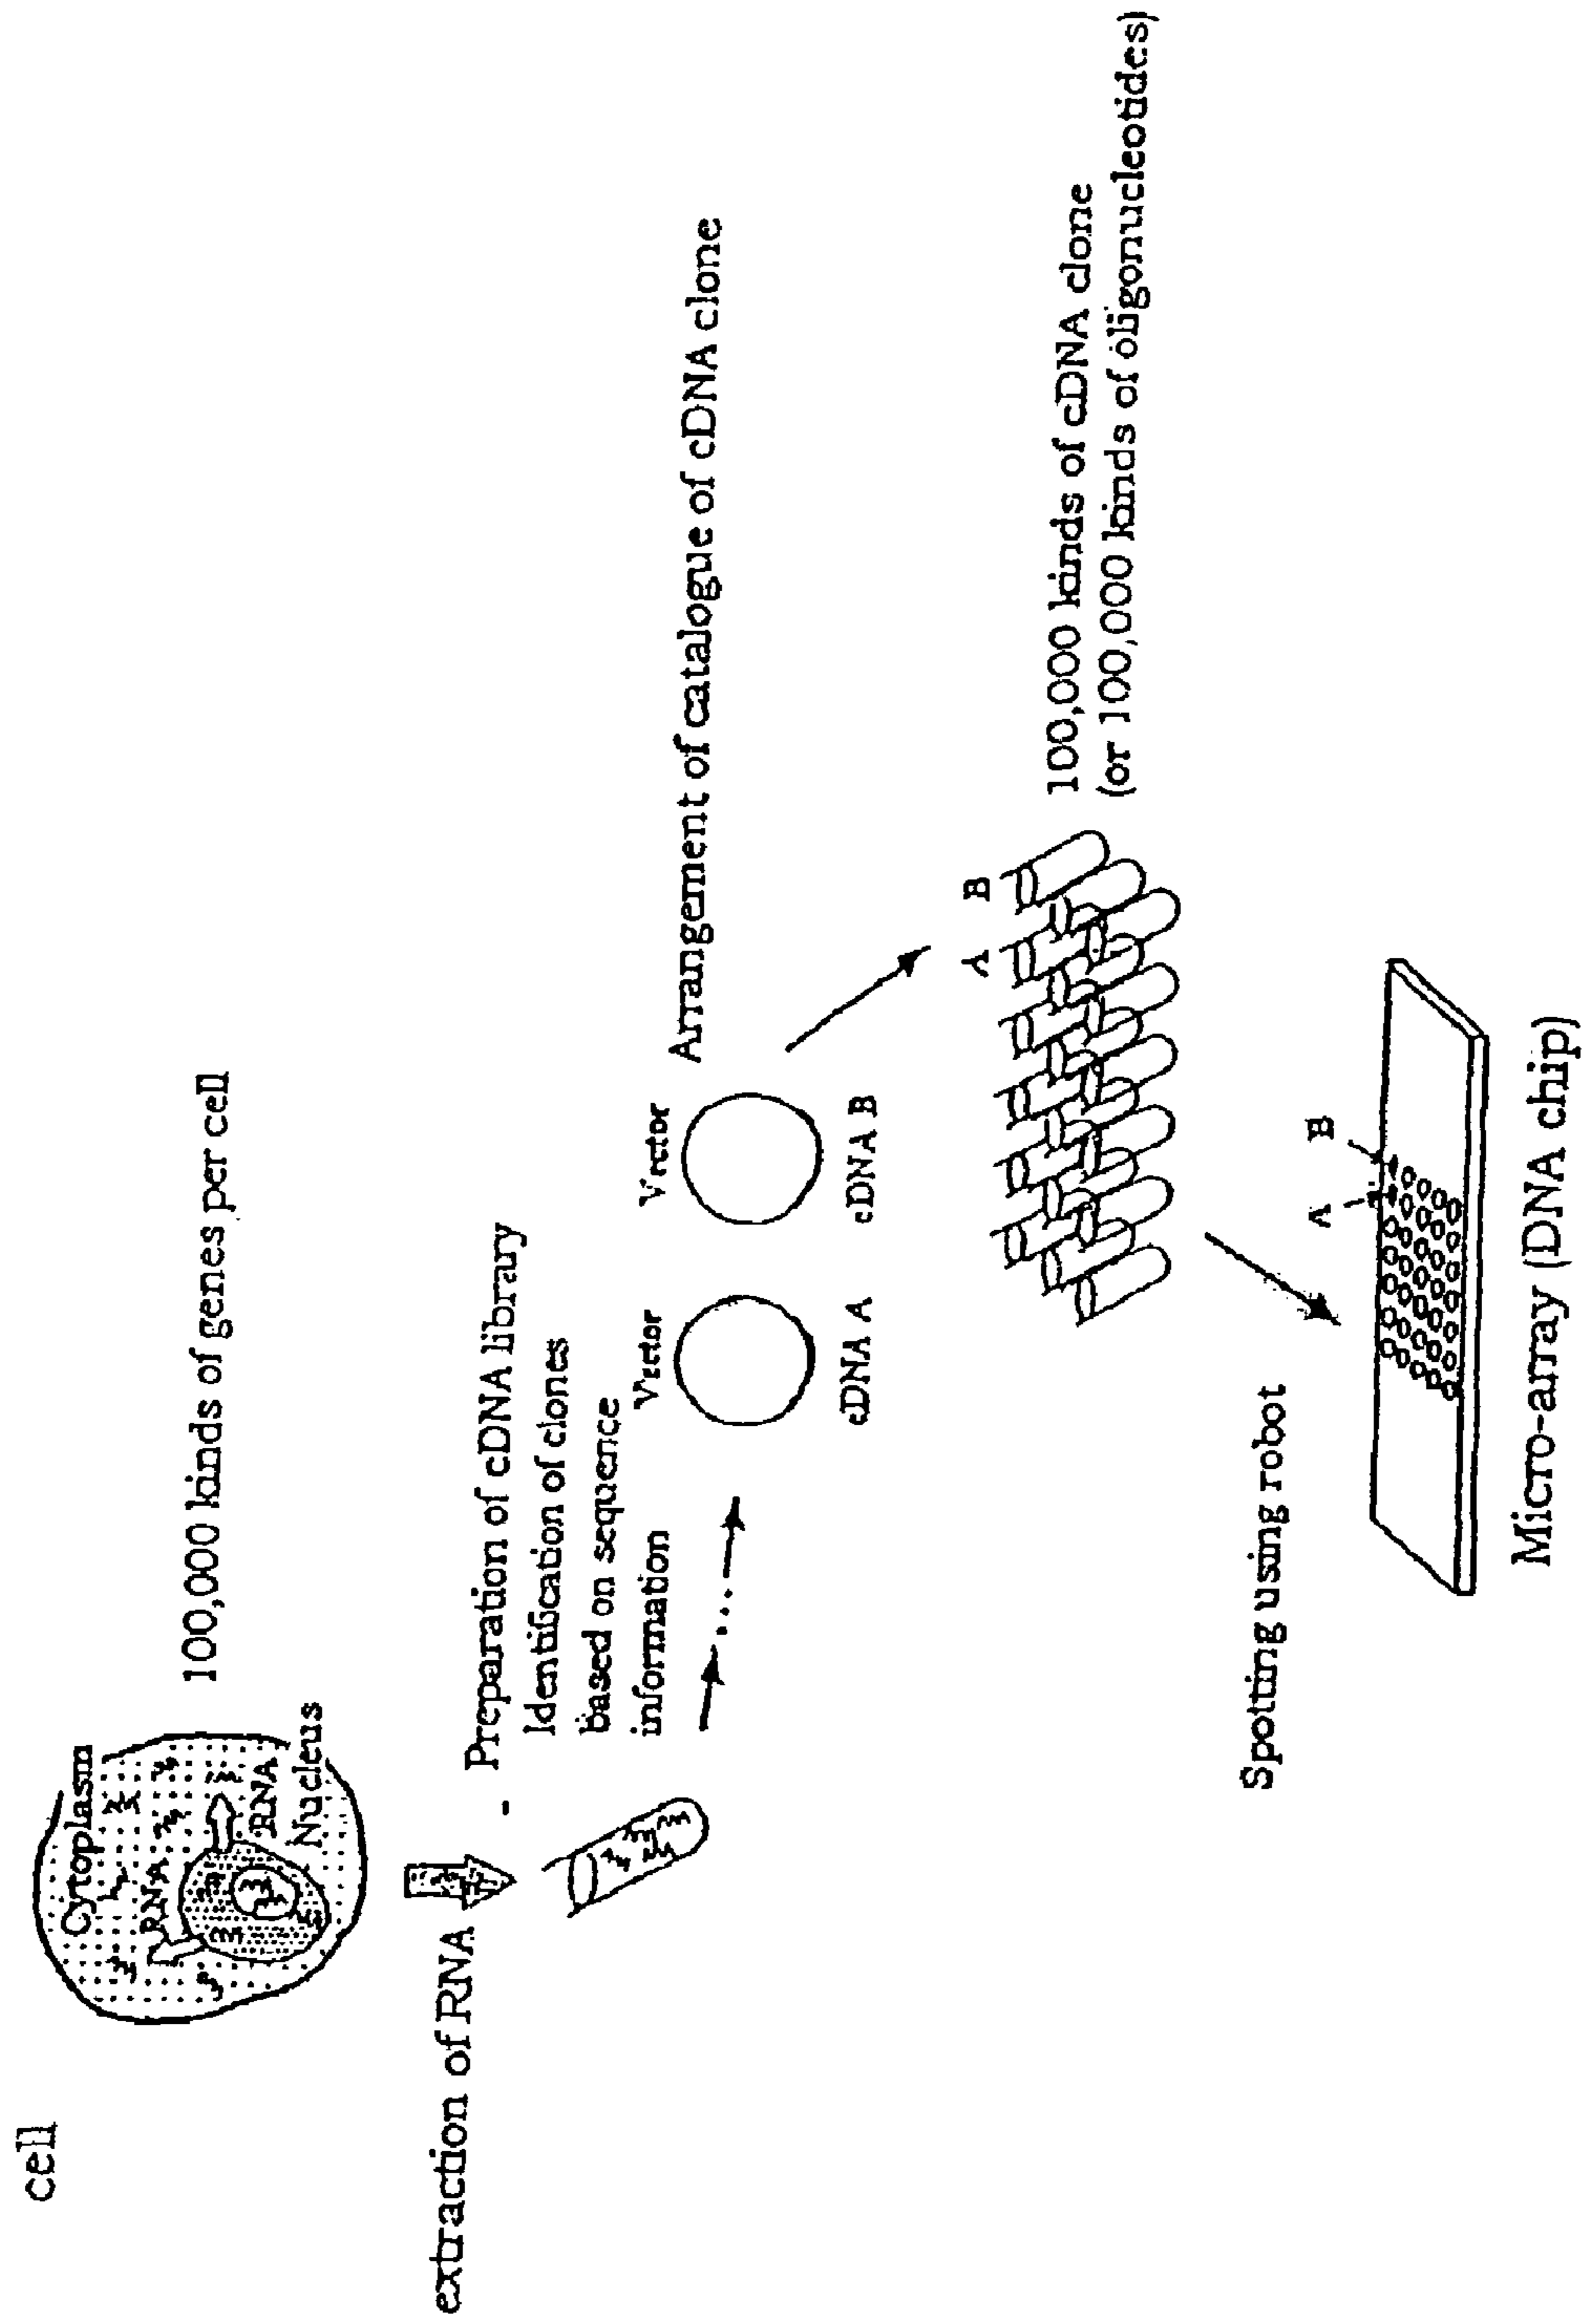 cell
Cytoplasm
RNA
RNA
Nucleus
100,000 kinds of genes per cell
extraction of RNA
- Preparation of cDNA library
Identification of clones
based on sequence
information
Vector
Vector
cDNA A
cDNA B
Arrangement of catalogue of cDNA clone
A
B
100,000 kinds of cDNA clone
(or 100,000 kinds of oligonucleotides)
Spotting using robot
A
B
Micro-array (DNA chip)